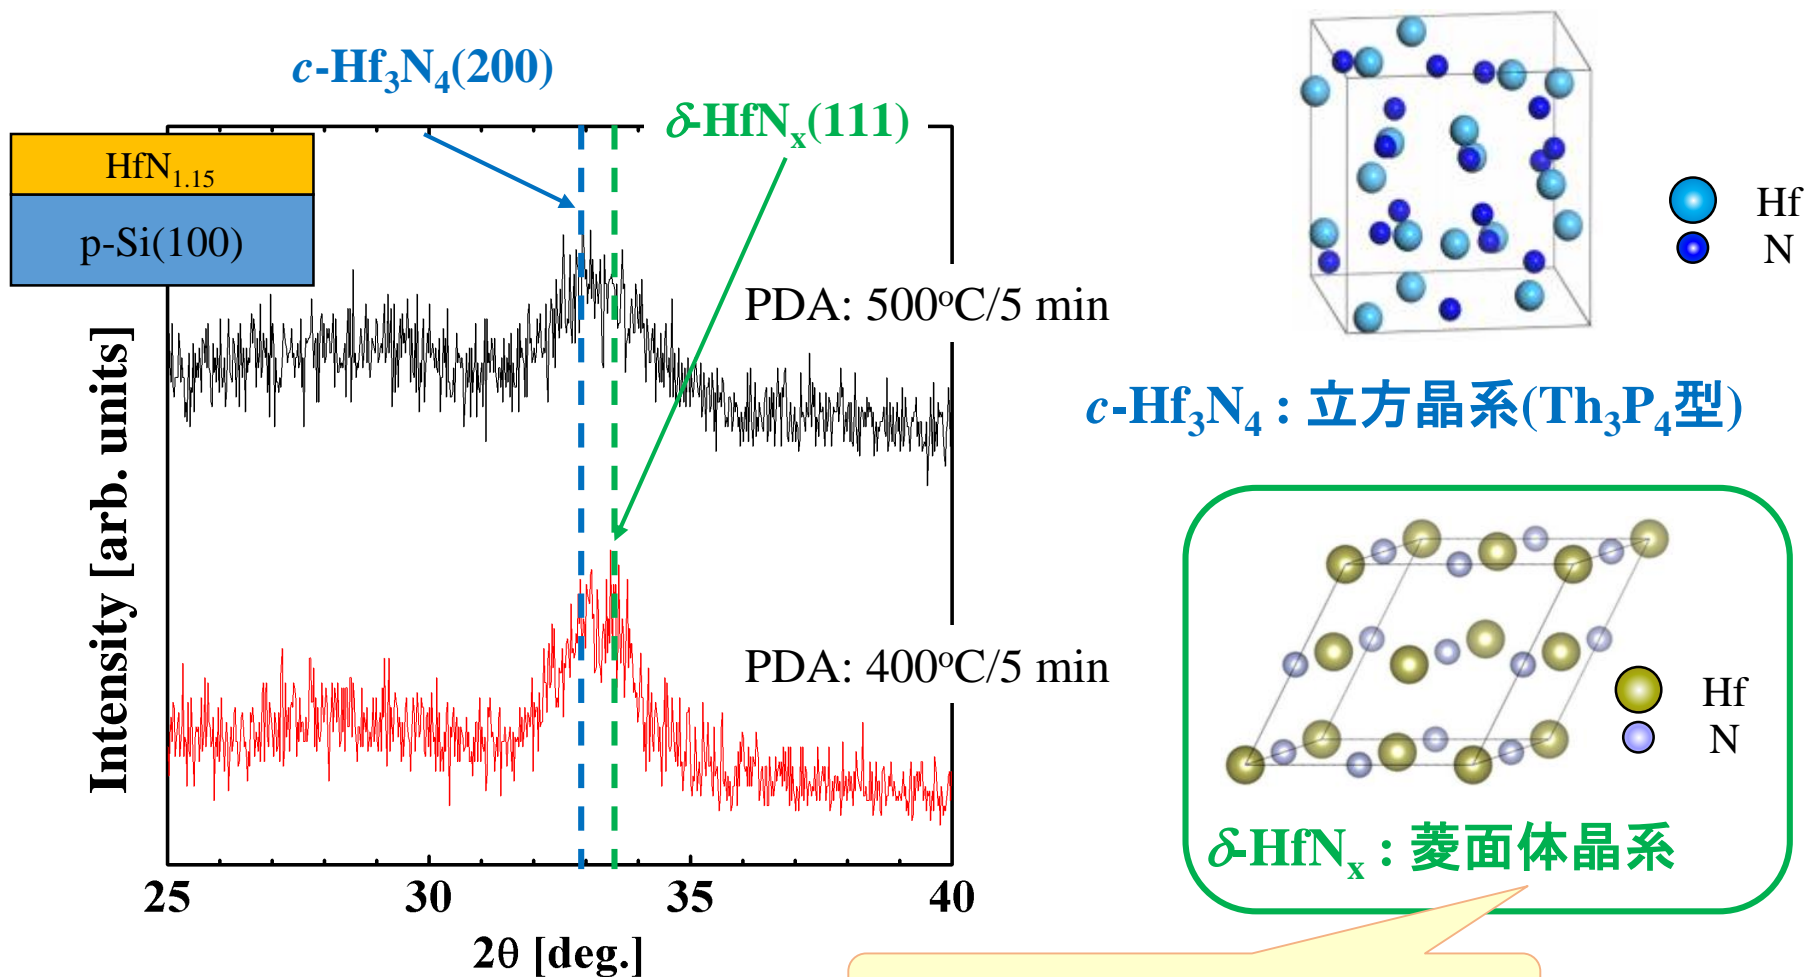 c-Hf₃N₄(200)
δ-HfNₓ(111)
HfN₁.₁₅
p-Si(100)
PDA: 500°C/5 min
PDA: 400°C/5 min
Intensity [arb. units]
25 30 35 40
2θ [deg.]
Hf
N
c-Hf₃N₄ : 立方晶系(Th₃P₄型)
Hf
N
δ-HfNₓ : 菱面体晶系